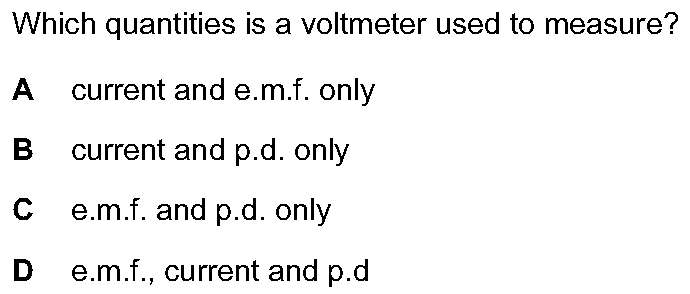 Which quantities is a voltmeter used to measure?
A current and e.m.f. only
B current and p.d. only
C e.m.f. and p.d. only
D e.m.f., current and p.d